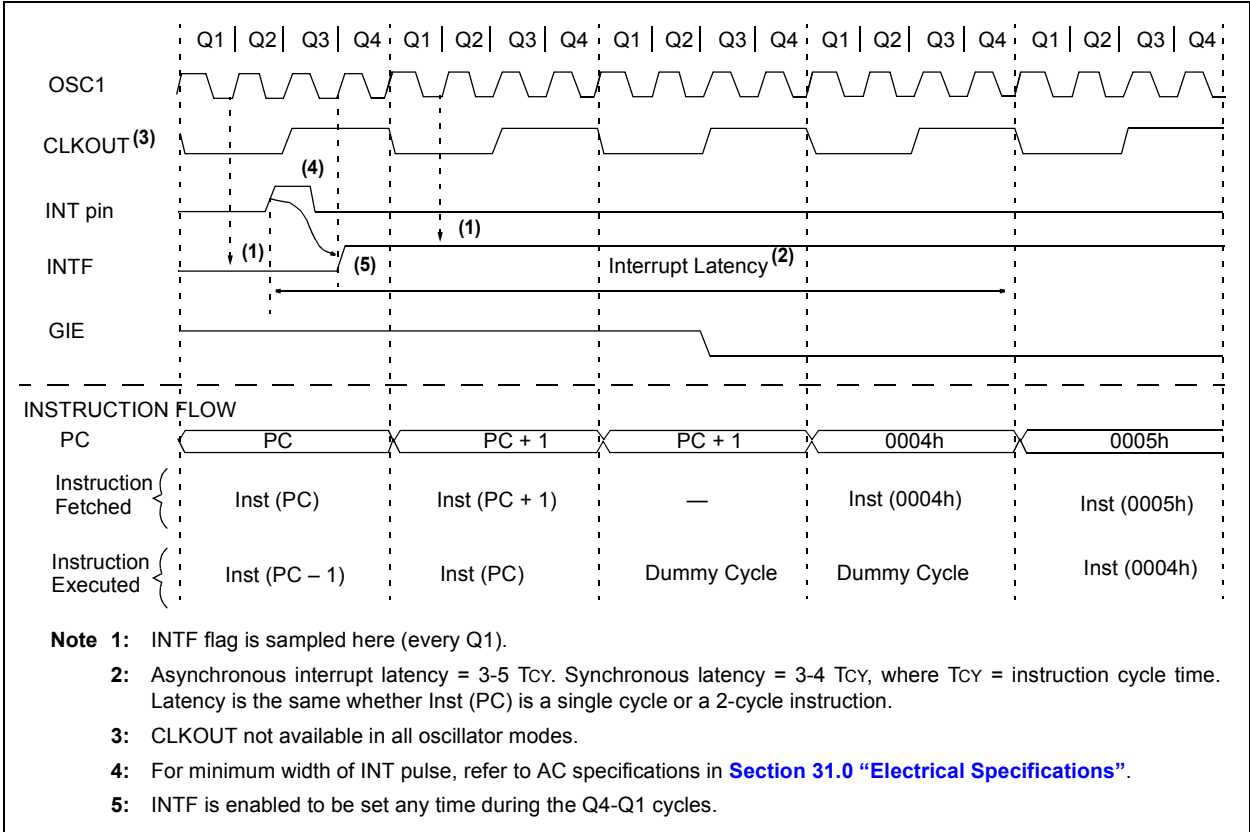 Q1 Q2 Q3 Q4 Q1 Q2 Q3 Q4 Q1 Q2 Q3 Q4 Q1 Q2 Q3 Q4 Q1 Q2 Q3 Q4
OSC1
CLKOUT (3)
(4)
INT pin
(1)
(1)
INTF
(5)
Interrupt Latency (2)
GIE
INSTRUCTION FLOW
PC PC PC + 1 PC + 1 0004h 0005h
Instruction
Fetched
Inst (PC) Inst (PC + 1) — Inst (0004h) Inst (0005h)
Instruction
Executed
Inst (PC – 1) Inst (PC) Dummy Cycle Dummy Cycle Inst (0004h)
Note 1: INTF flag is sampled here (every Q1).
2: Asynchronous interrupt latency = 3-5 TCY. Synchronous latency = 3-4 TCY, where TCY = instruction cycle time.
Latency is the same whether Inst (PC) is a single cycle or a 2-cycle instruction.
3: CLKOUT not available in all oscillator modes.
4: For minimum width of INT pulse, refer to AC specifications in Section 31.0 “Electrical Specifications”.
5: INTF is enabled to be set any time during the Q4-Q1 cycles.